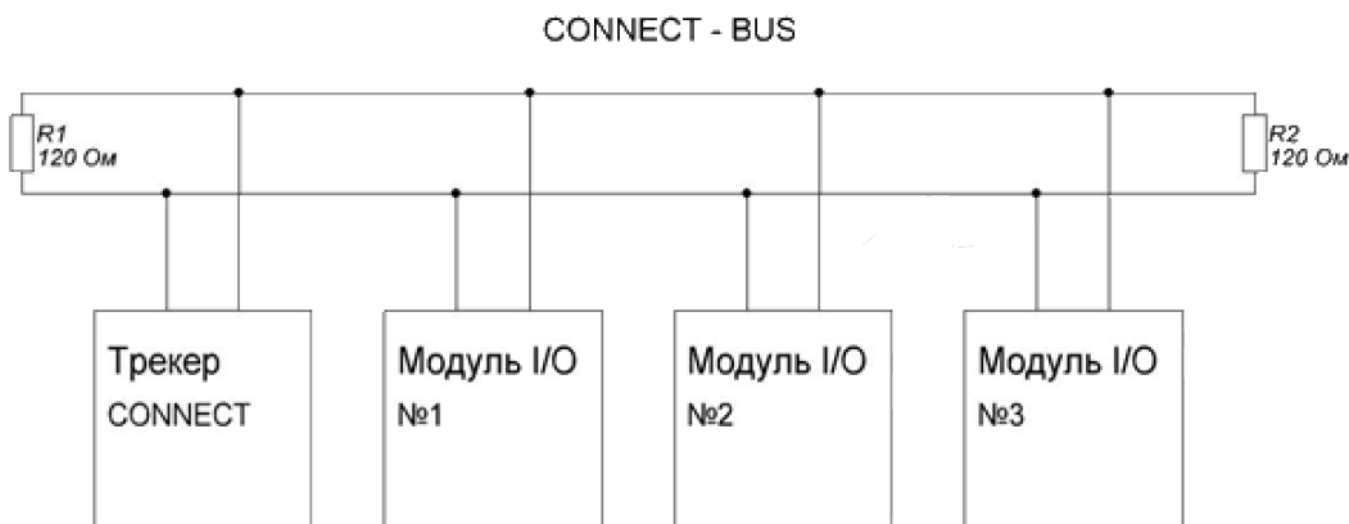 CONNECT - BUS
R1
120 Ом
R2
120 Ом
Трекер
CONNECT
Модуль I/O
№1
Модуль I/O
№2
Модуль I/O
№3